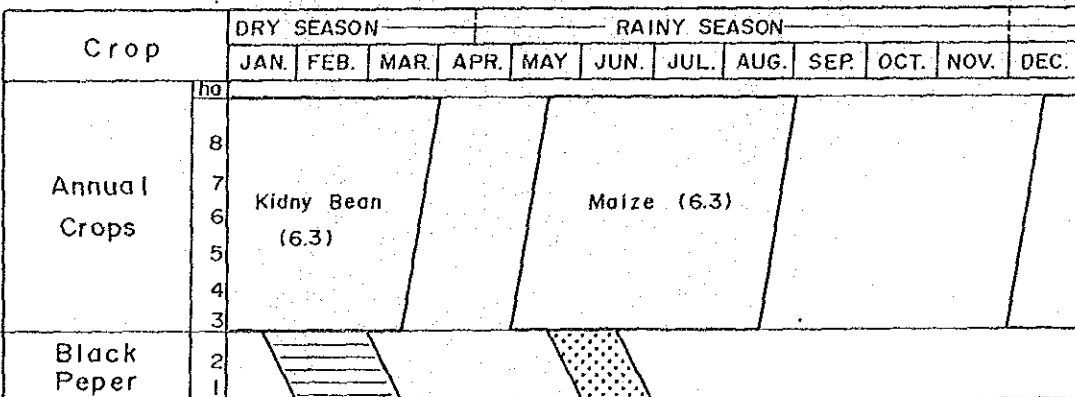 Crop
DRY SEASON RAINY SEASON
JAN. FEB. MAR. APR. MAY JUN. JUL. AUG. SEP. OCT. NOV. DEC.
ha
Annual Crops
8
7
6
5
4
3
Kidny Bean
(6.3)
Maize (6.3)
Black
Peper
2
1